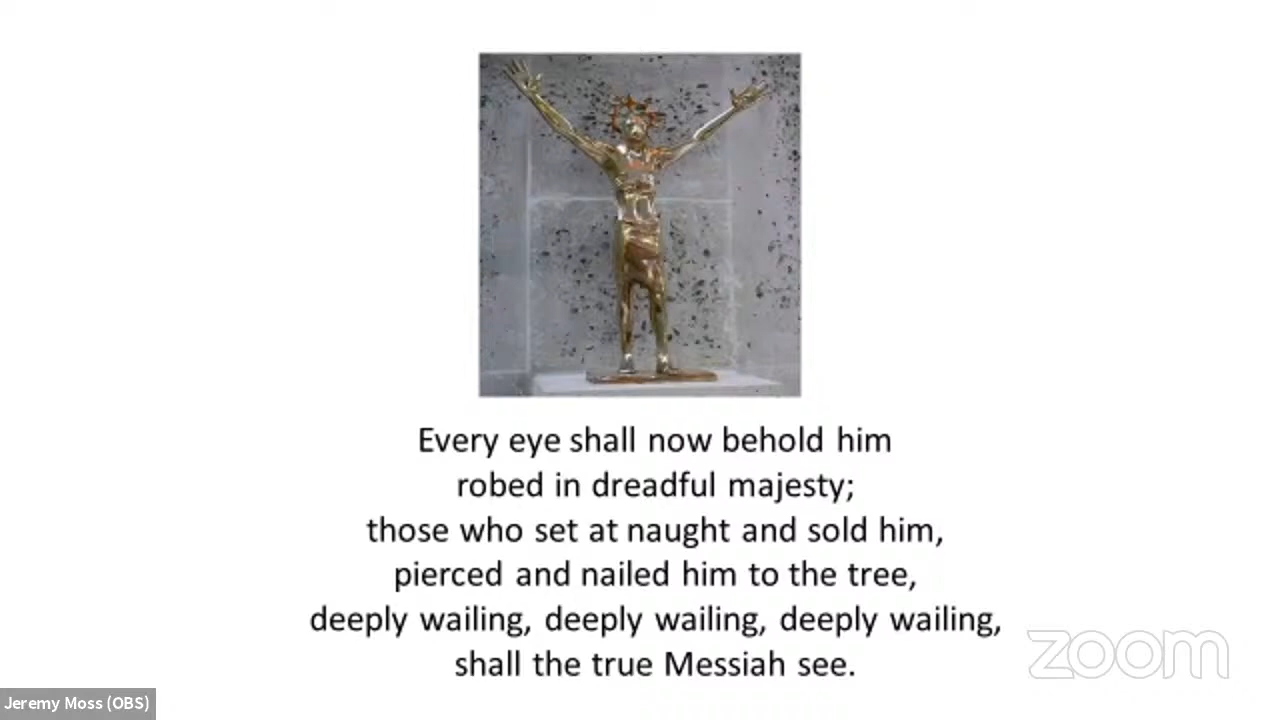 Every eye shall now behold him
robed in dreadful majesty;
those who set at naught and sold him,
pierced and nailed him to the tree,
deeply wailing, deeply wailing, deeply wailing,
shall the true Messiah see.
zoom
Jeremy Moss (OBS)